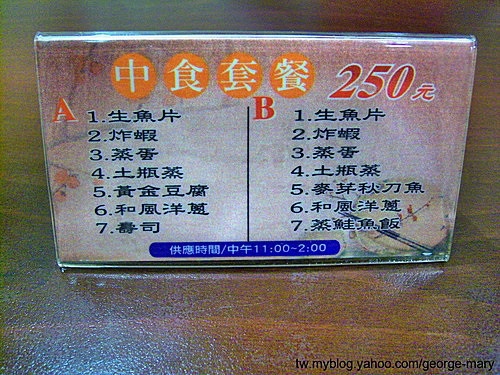 中食套餐 250元
A
1.生魚片
2.炸蝦
3.蒸蛋
4.土瓶蒸
5.黃金豆腐
6.和風洋蔥
7.壽司
B
1.生魚片
2.炸蝦
3.蒸蛋
4.土瓶蒸
5.麥芽秋刀魚
6.和風洋蔥
7.蒸鮭魚飯
供應時間/中午11:00~2:00
tw.myblog.yahoo.com/george-mary